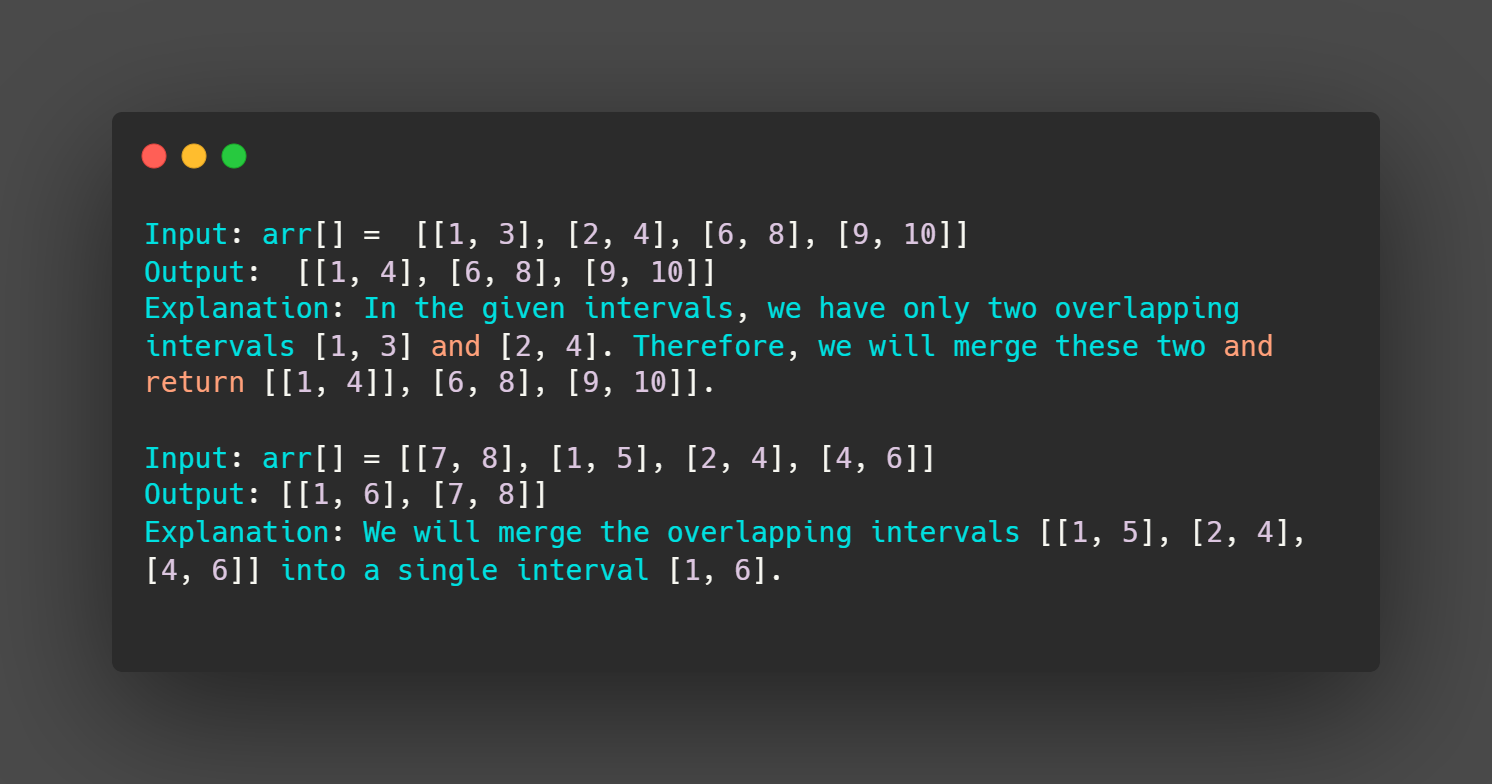 Input: arr[] =  [[1, 3], [2, 4], [6, 8], [9, 10]]
Output:  [[1, 4], [6, 8], [9, 10]]
Explanation: In the given intervals, we have only two overlapping
intervals [1, 3] and [2, 4]. Therefore, we will merge these two and
return [[1, 4]], [6, 8], [9, 10]].
Input: arr[] = [[7, 8], [1, 5], [2, 4], [4, 6]]
Output: [[1, 6], [7, 8]]
Explanation: We will merge the overlapping intervals [[1, 5], [2, 4],
[4, 6]] into a single interval [1, 6].